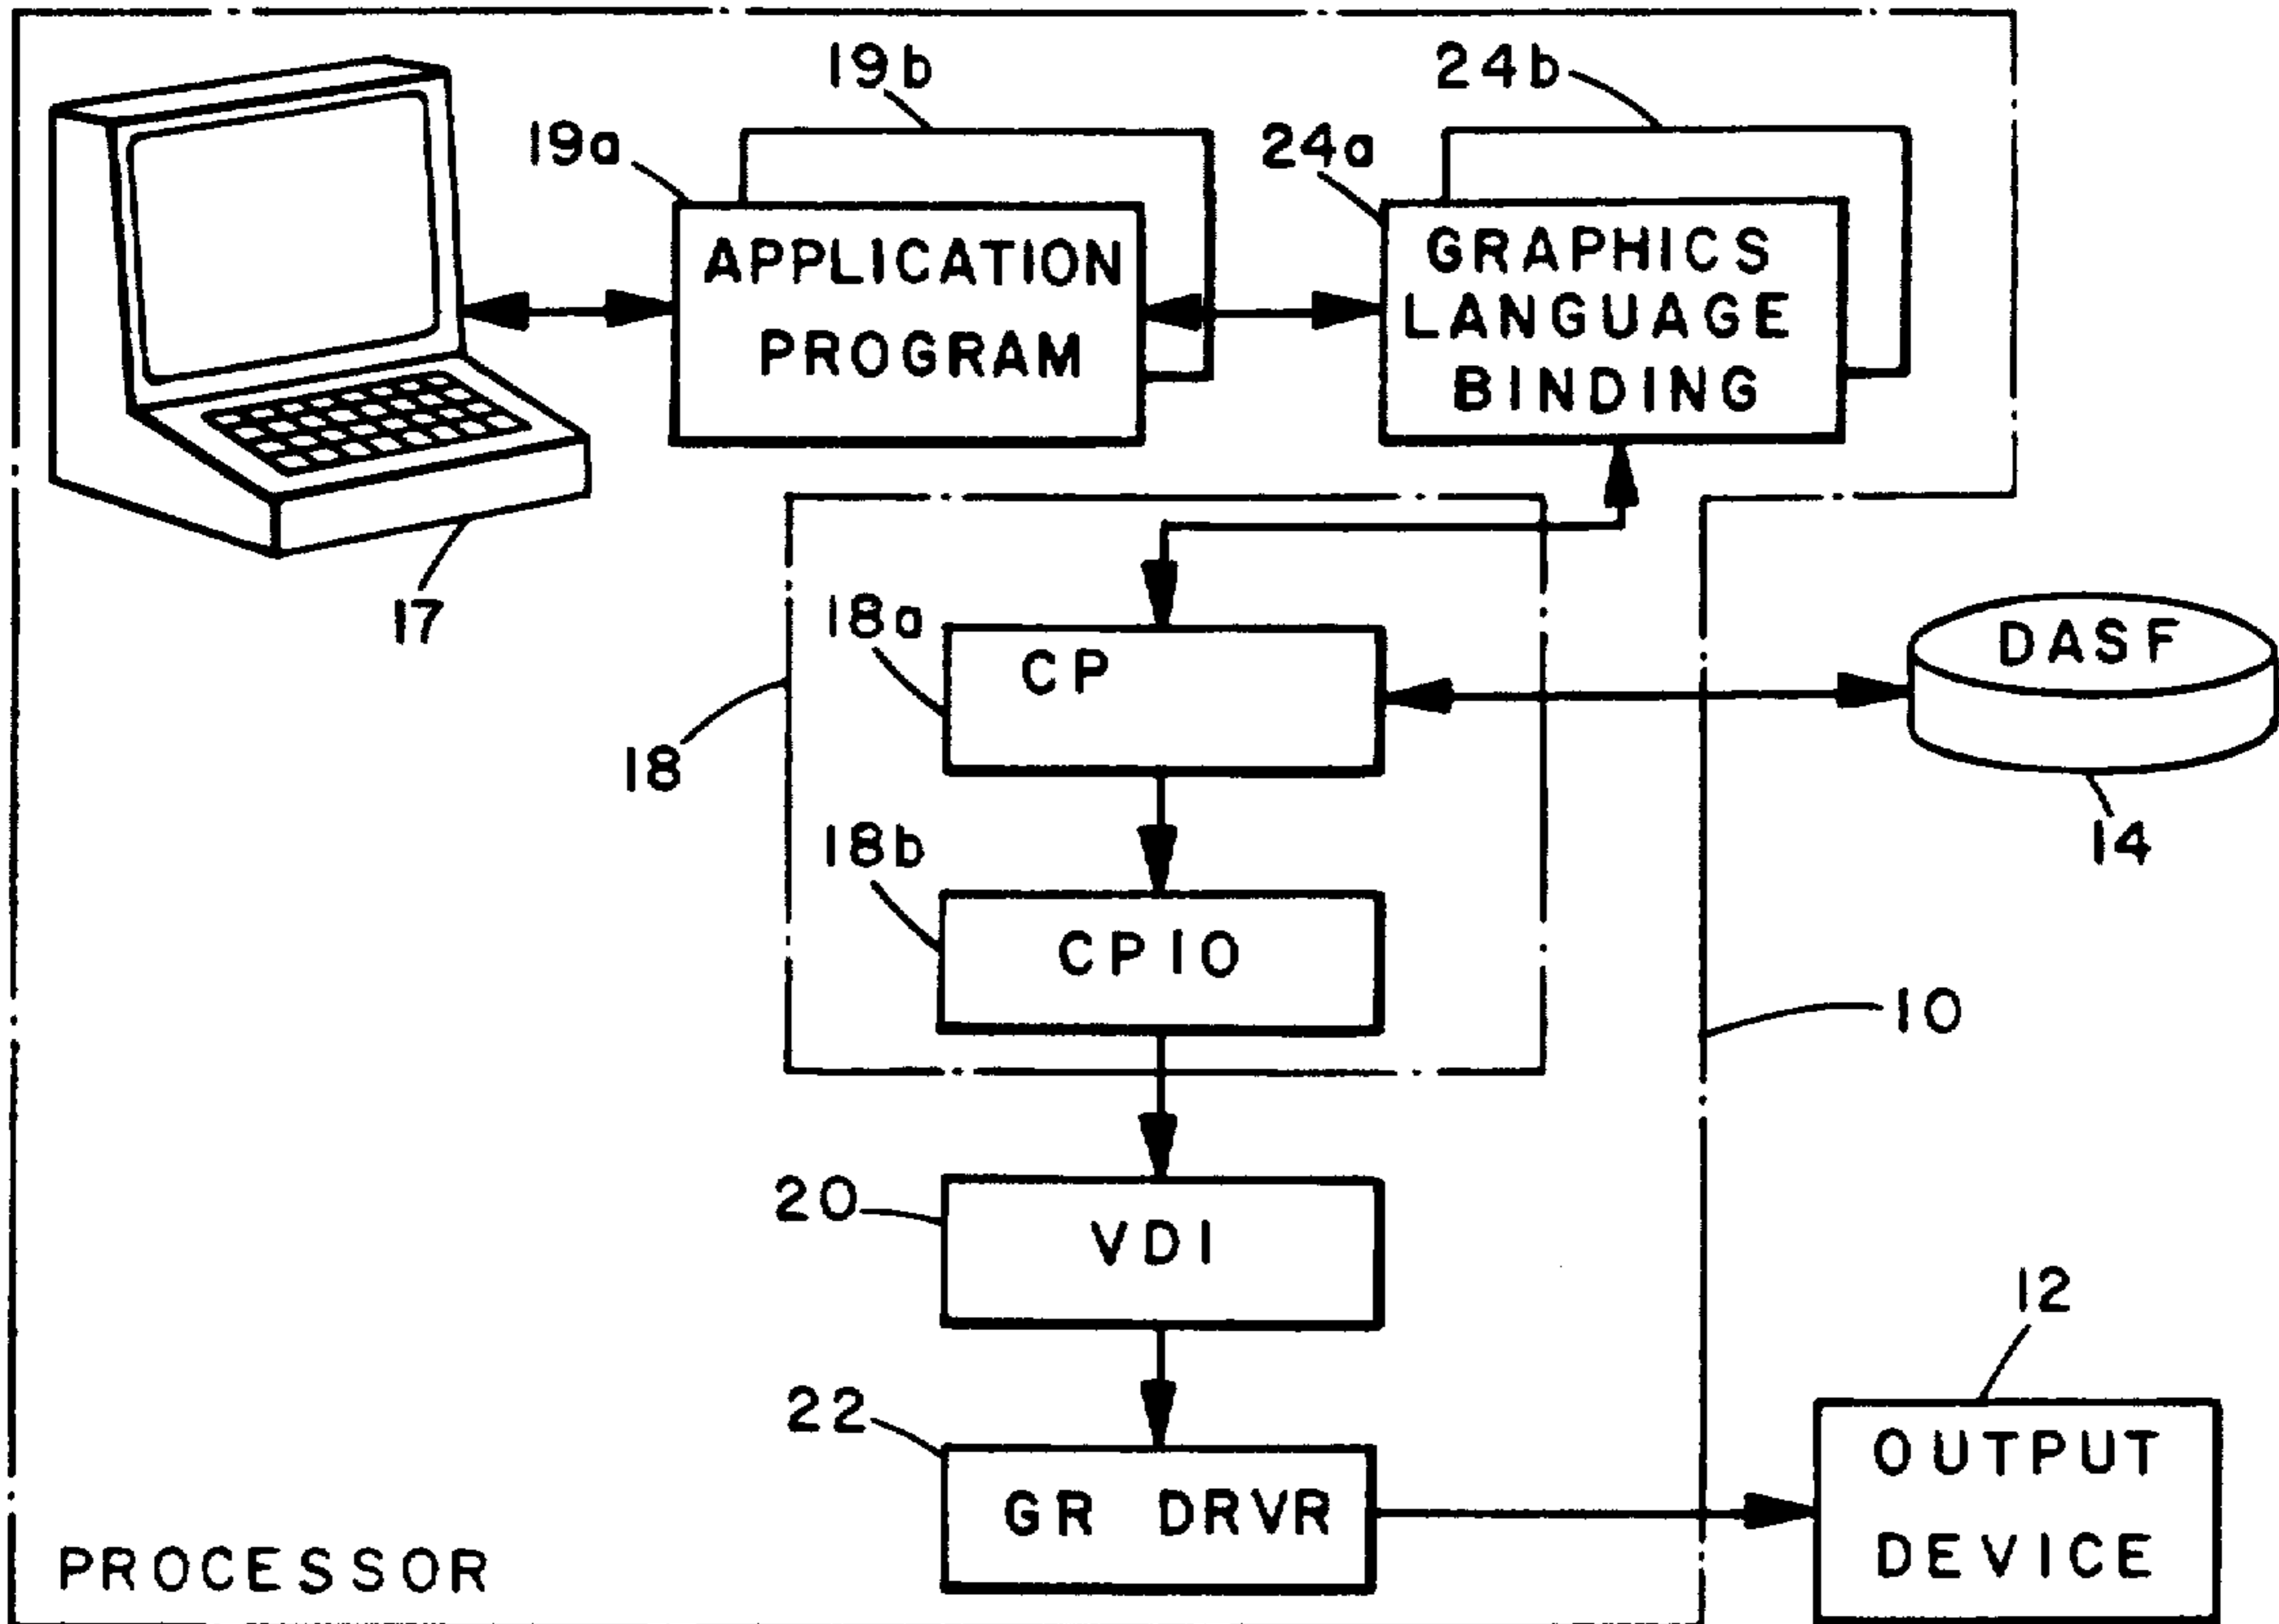 19b
24b
19a
24a
APPLICATION
PROGRAM
GRAPHICS
LANGUAGE
BINDING
17
18a
CP
DASF
18
14
18b
CPIO
10
20
VDI
12
22
GR DRVR
OUTPUT
DEVICE
PROCESSOR